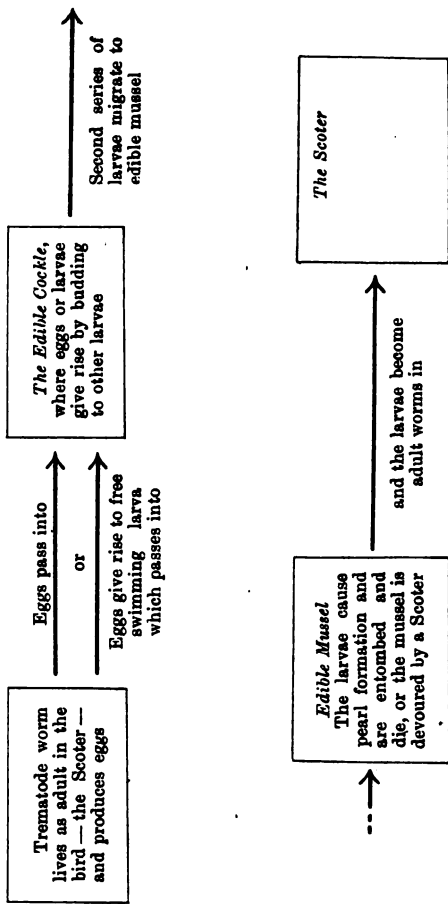 Trematode worm
lives as adult in the
bird — the Scoter —
and produces eggs
Eggs pass into
or
Eggs give rise to free
swimming larva
which passes into
The Edible Cockle,
where eggs or larvae
give rise by budding
to other larvae
Second series of
larvae migrate to
edible mussel
Edible Mussel
The larvae cause
pearl formation and
are entombed and
die, or the mussel is
devoured by a Scoter
and the larvae become
adult worms in
The Scoter